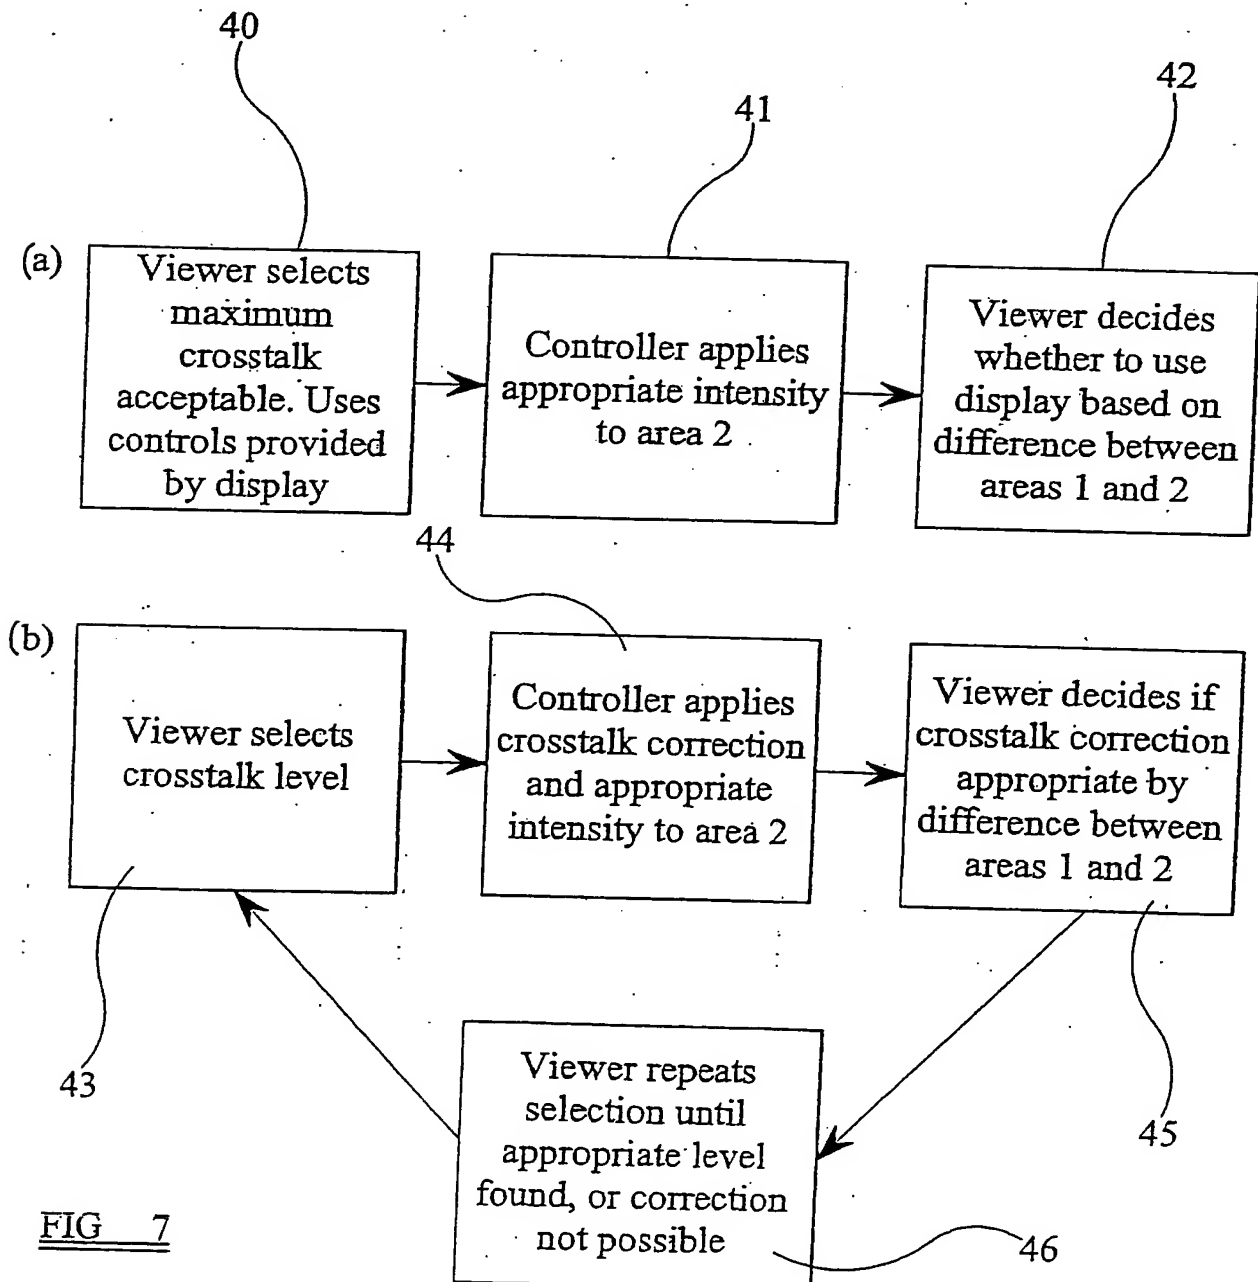 40
41
42
(a)
Viewer selects
maximum
crosstalk
acceptable. Uses
controls provided
by display
Controller applies
appropriate intensity
to area 2
Viewer decides
whether to use
display based on
difference between
areas 1 and 2
44
(b)
Viewer selects
crosstalk level
Controller applies
crosstalk correction
and appropriate
intensity to area 2
Viewer decides if
crosstalk correction
appropriate by
difference between
areas 1 and 2
43
45
Viewer repeats
selection until
appropriate level
found, or correction
not possible
46
FIG 7